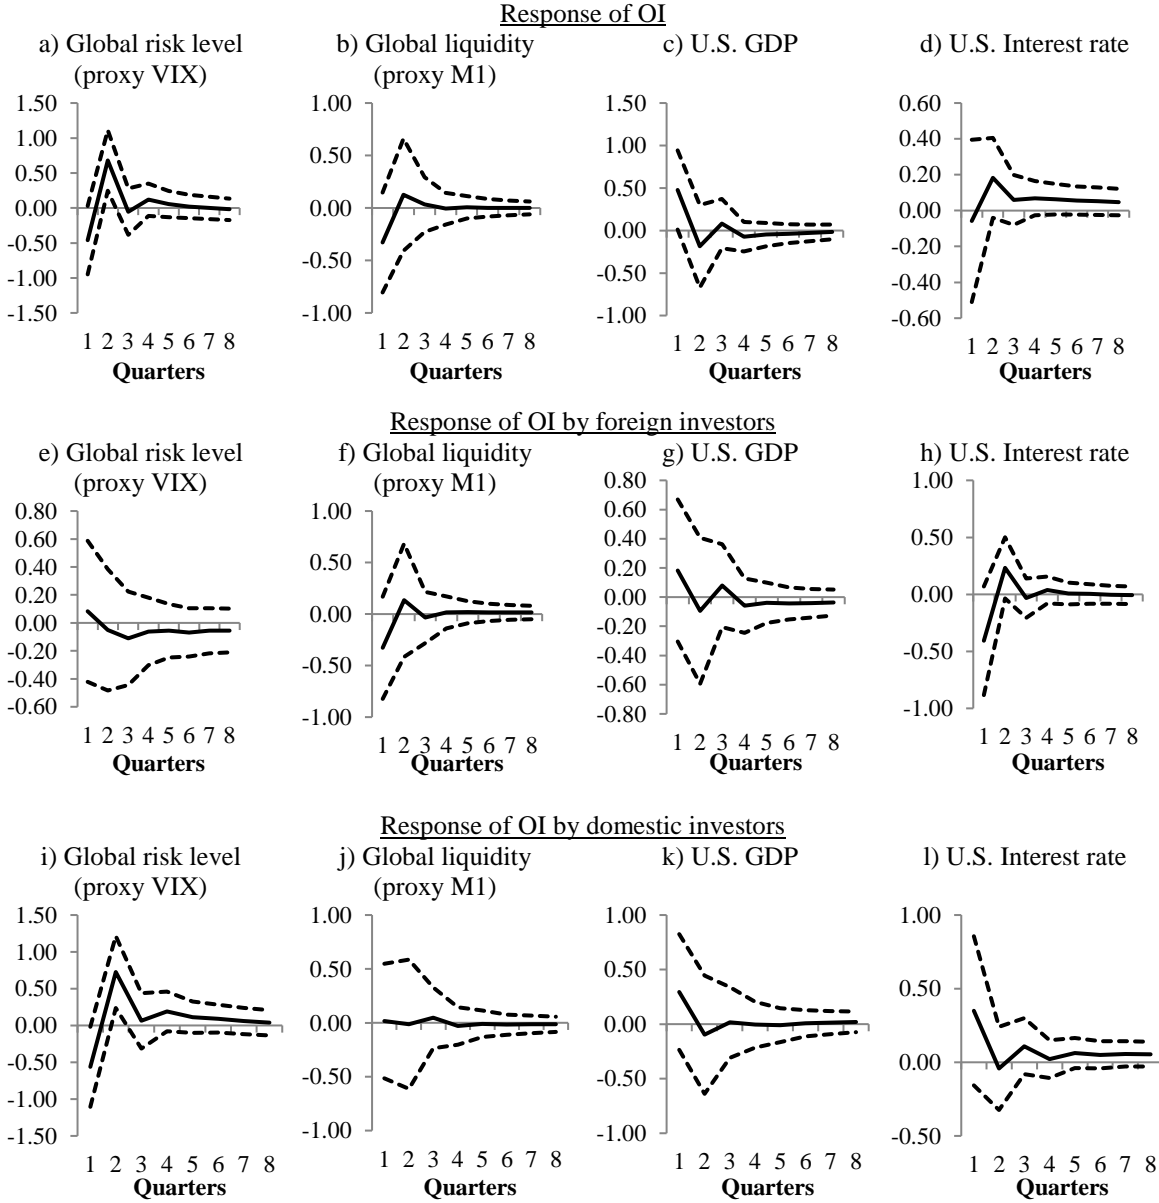 Response of OI
a) Global risk level
(proxy VIX)
b) Global liquidity
(proxy M1)
c) U.S. GDP
d) U.S. Interest rate
1.50
1.00
0.50
0.00
-0.50
-1.00
-1.50
1 2 3 4 5 6 7 8
Quarters
1.00
0.50
0.00
-0.50
-1.00
1 2 3 4 5 6 7 8
Quarters
1.50
1.00
0.50
0.00
-0.50
-1.00
1 2 3 4 5 6 7 8
Quarters
0.60
0.40
0.20
0.00
-0.20
-0.40
-0.60
1 2 3 4 5 6 7 8
Quarters
Response of OI by foreign investors
e) Global risk level
(proxy VIX)
f) Global liquidity
(proxy M1)
g) U.S. GDP
h) U.S. Interest rate
0.80
0.60
0.40
0.20
0.00
-0.20
-0.40
-0.60
1 2 3 4 5 6 7 8
Quarters
1.00
0.50
0.00
-0.50
-1.00
1 2 3 4 5 6 7 8
Quarters
0.80
0.60
0.40
0.20
0.00
-0.20
-0.40
-0.60
-0.80
1 2 3 4 5 6 7 8
Quarters
1.00
0.50
0.00
-0.50
-1.00
1 2 3 4 5 6 7 8
Quarters
Response of OI by domestic investors
i) Global risk level
(proxy VIX)
j) Global liquidity
(proxy M1)
k) U.S. GDP
l) U.S. Interest rate
1.50
1.00
0.50
0.00
-0.50
-1.00
-1.50
1 2 3 4 5 6 7 8
Quarters
1.00
0.50
0.00
-0.50
-1.00
1 2 3 4 5 6 7 8
Quarters
1.00
0.50
0.00
-0.50
-1.00
1 2 3 4 5 6 7 8
Quarters
1.00
0.50
0.00
-0.50
1 2 3 4 5 6 7 8
Quarters